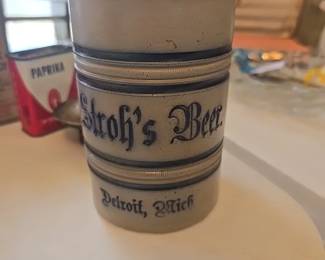 PAPRIKA
Stroh's Beer.
Detroit, Mich